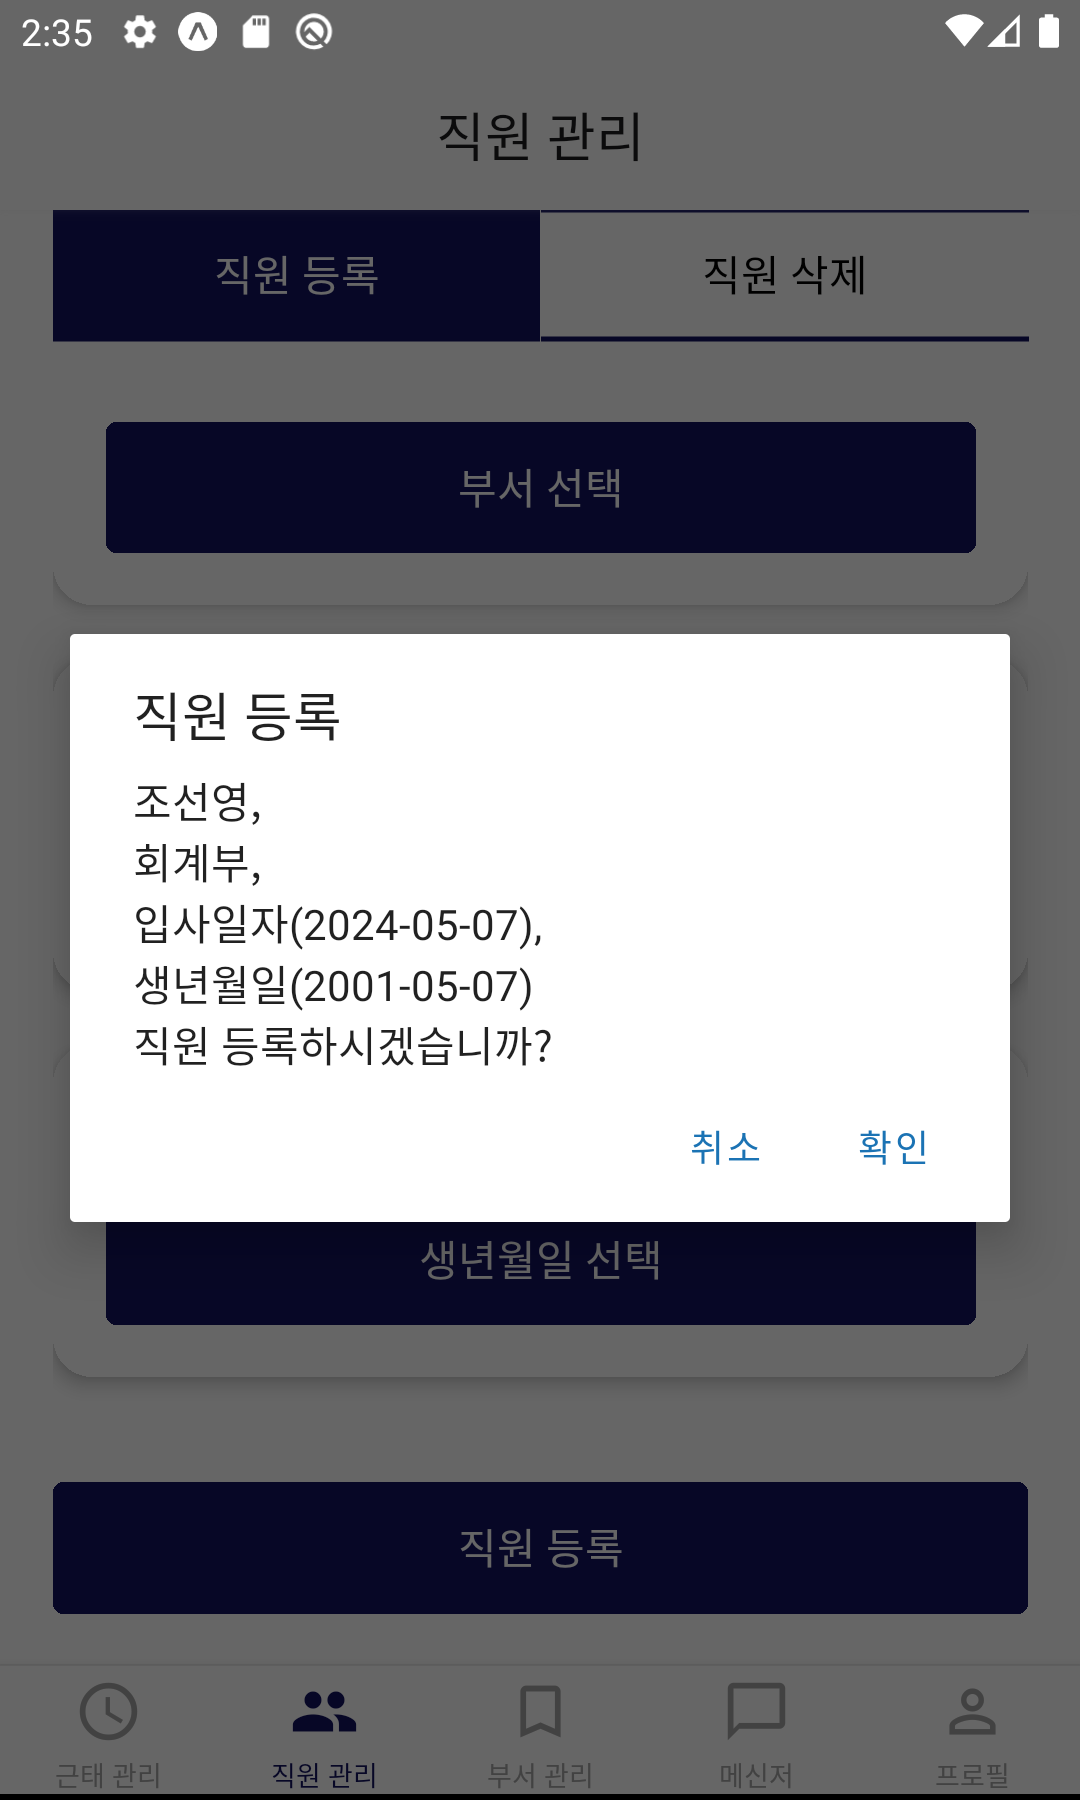 2:35
직원 관리
직원 등록
직원 삭제
부서 선택
직원 등록
조선영,
회계부,
입사일자(2024-05-07),
생년월일(2001-05-07)
직원 등록하시겠습니까?
취소
확인
생년월일 선택
직원 등록
근태 관리
직원 관리
부서 관리
메신저
프로필